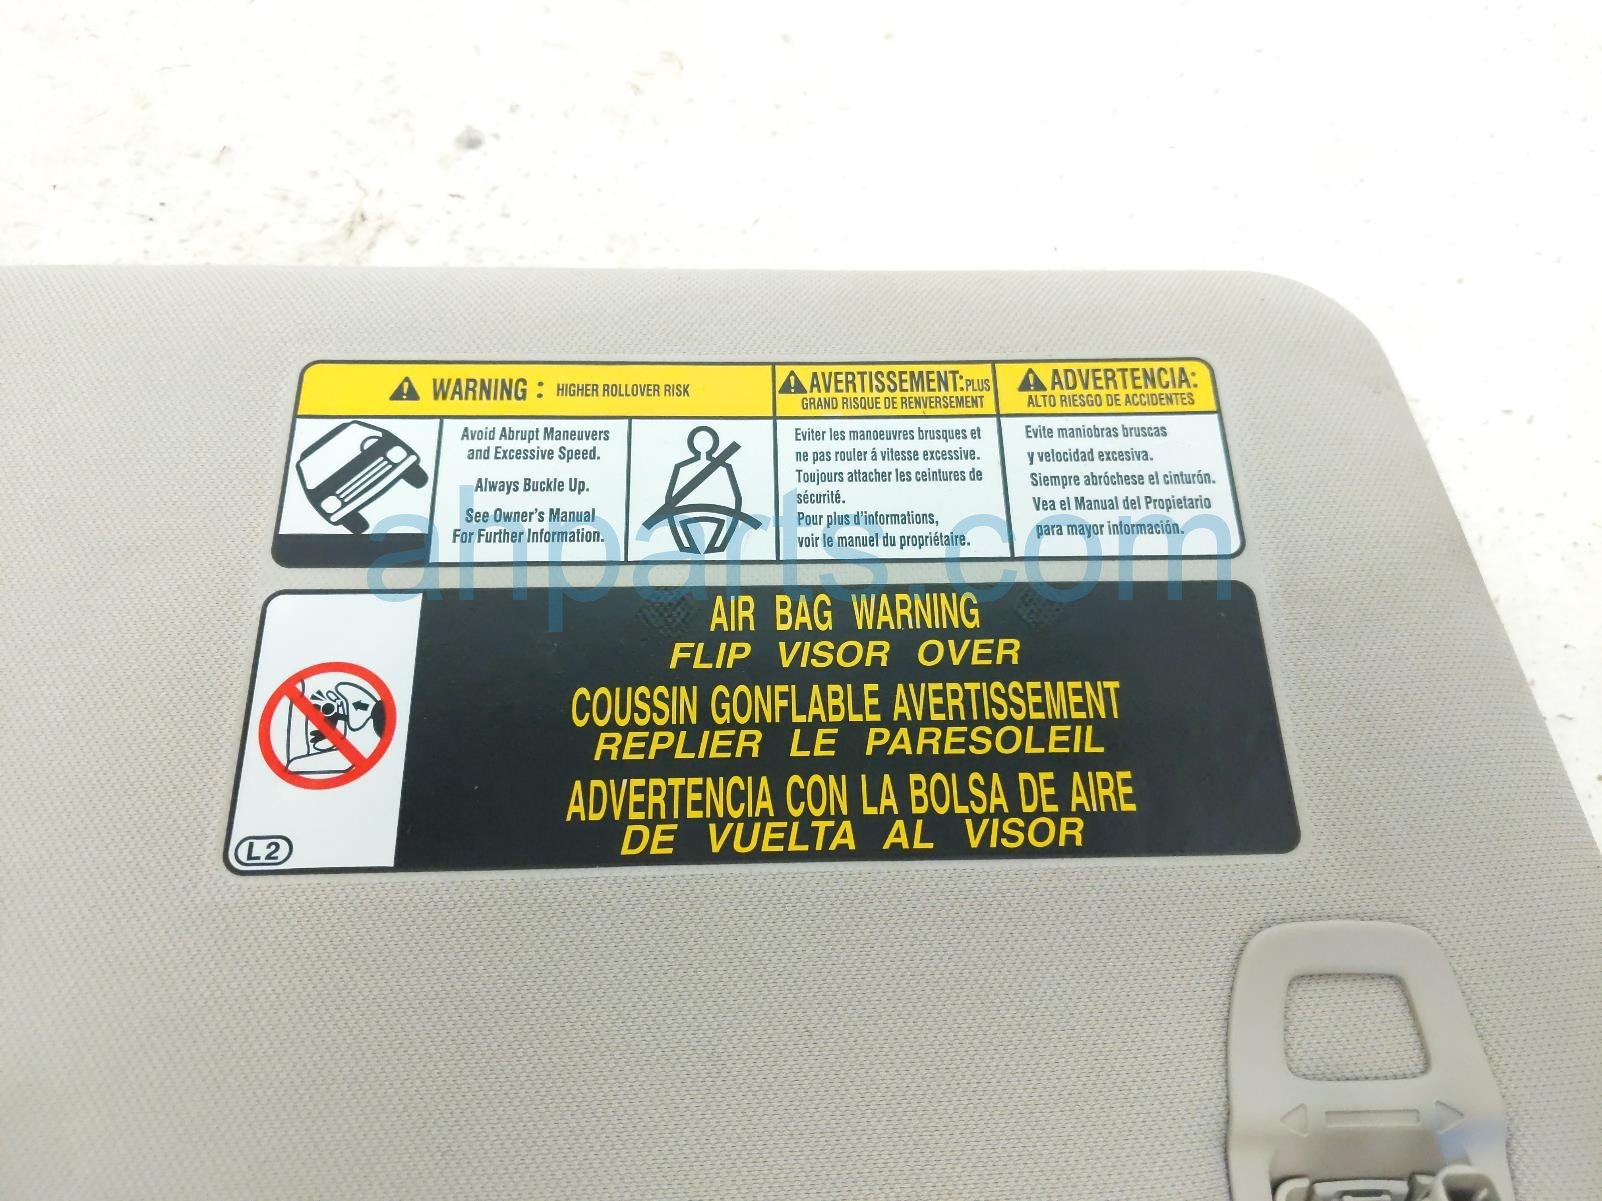 WARNING : HIGHER ROLLOVER RISK
Avoid Abrupt Maneuvers
and Excessive Speed.
Always Buckle Up.
See Owner's Manual
For Further Information.
AVERTISSEMENT: PLUS
GRAND RISQUE DE RENVERSEMENT
Eviter les manoeuvres brusques et
ne pas rouler á vitesse excessive.
Toujours attacher les ceintures de
sécurité.
Pour plus d'informations,
voir le manuel du propriétaire.
ADVERTENCIA:
ALTO RIESGO DE ACCIDENTES
Evite maniobras bruscas
y velocidad excesiva.
Siempre abróchese el cinturón.
Vea el Manual del Propietario
para mayor información.
ahparts.com
AIR BAG WARNING
FLIP VISOR OVER
COUSSIN GONFLABLE AVERTISSEMENT
REPLIER LE PARESOLEIL
ADVERTENCIA CON LA BOLSA DE AIRE
DE VUELTA AL VISOR
L2